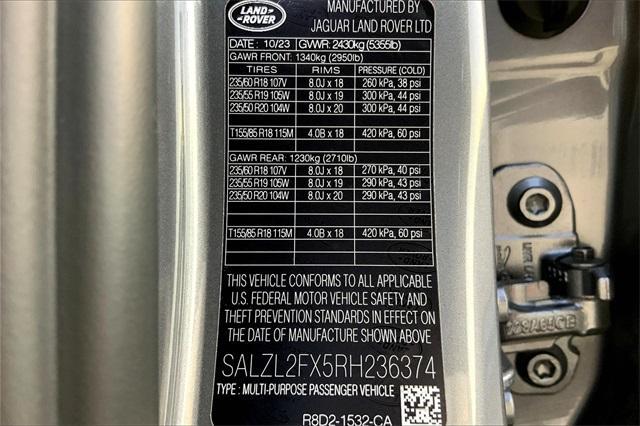 LAND
ROVER
MANUFACTURED BY
JAGUAR LAND ROVER LTD
DATE: 10/23 GVWR: 2430kg (5355lb)
GAWR FRONT: 1340kg (2950lb)
TIRES RIMS PRESSURE (COLD)
235/60 R18 107V 8.0J x 18 260 kPa, 38 psi
235/55 R19 105W 8.0J x 19 300 kPa, 44 psi
235/50 R20 104W 8.0J x 20 300 kPa, 44 psi
T155/85 R18 115M 4.0B x 18 420 kPa, 60 psi
GAWR REAR: 1230kg (2710lb)
235/60 R18 107V 8.0J x 18 270 kPa, 40 psi
235/55 R19 105W 8.0J x 19 290 kPa, 43 psi
235/50 R20 104W 8.0J x 20 290 kPa, 43 psi
T155/85 R18 115M 4.0B x 18 420 kPa, 60 psi
THIS VEHICLE CONFORMS TO ALL APPLICABLE
U.S. FEDERAL MOTOR VEHICLE SAFETY AND
THEFT PREVENTION STANDARDS IN EFFECT ON
THE DATE OF MANUFACTURE SHOWN ABOVE
SALZL2FX5RH236374
TYPE: MULTI-PURPOSE PASSENGER VEHICLE
R8D2-1532-CA